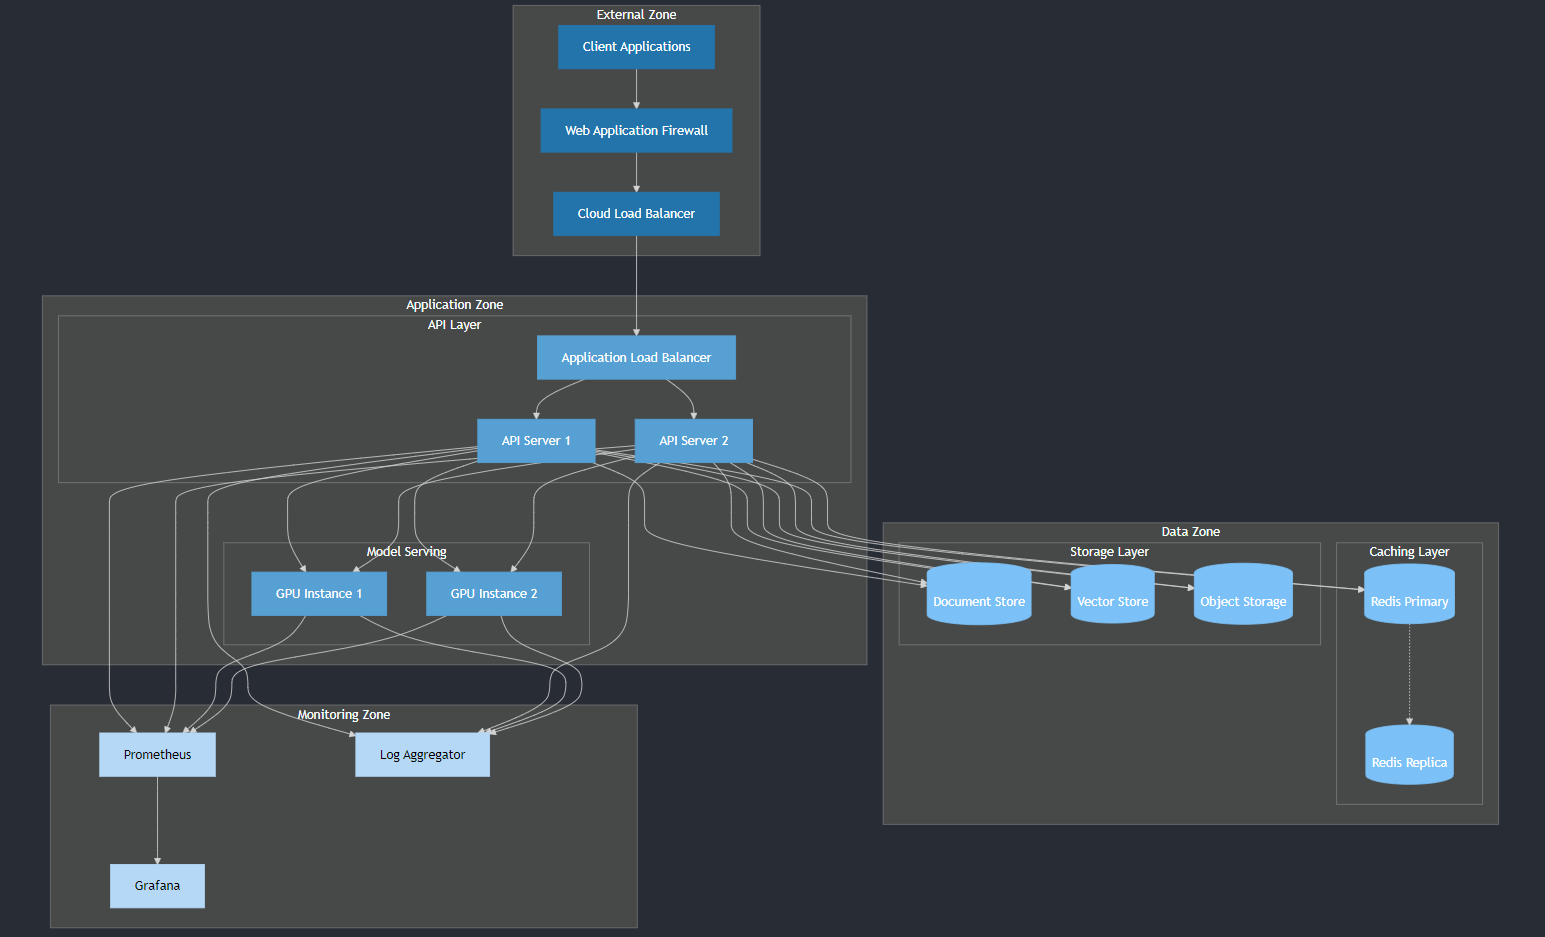 External Zone
Client Applications
Web Application Firewall
Cloud Load Balancer
Application Zone
API Layer
Application Load Balancer
API Server 1
API Server 2
Model Serving
GPU Instance 1
GPU Instance 2
Data Zone
Storage Layer
Document Store
Vector Store
Object Storage
Caching Layer
Redis Primary
Redis Replica
Monitoring Zone
Prometheus
Log Aggregator
Grafana